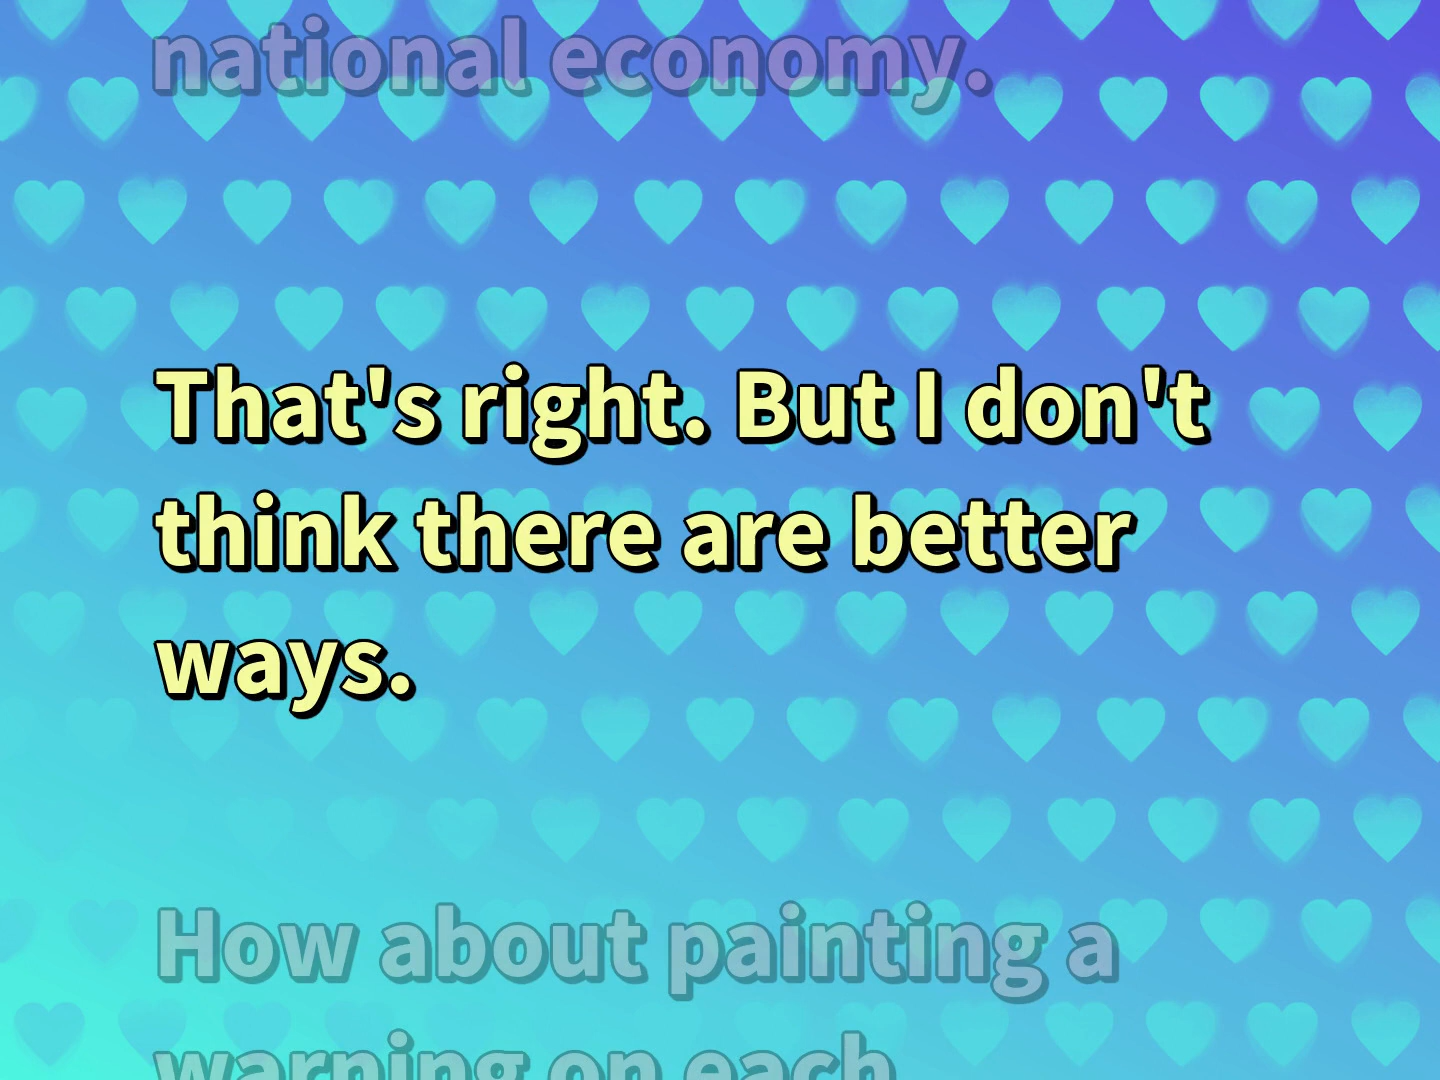 national economy.
That's right. But I don't
think there are better
ways.
How about painting a
warning on each